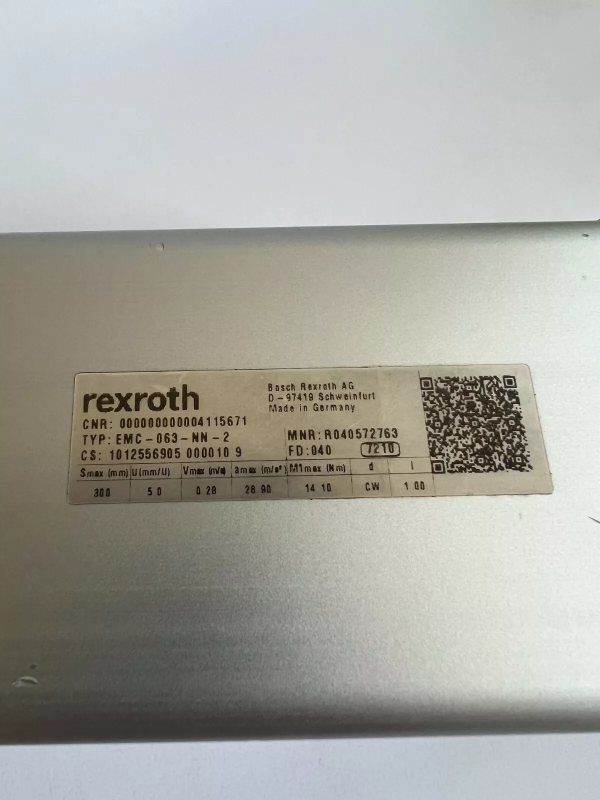 rexroth
Bosch Rexroth AG
D-97419 Schweinfurt
Made in Germany
CNR: 000000000004115671
TYP: EMC-063-NN-2
MNR: R040572763
CS: 1012556905 000010 9
FD: 040 7210
Smax (mm) U (mm/U) Vmax (m/s) amax (m/s²) M1max (Nm) d i
300 5.0 0.28 28.90 14.10 CW 1.00